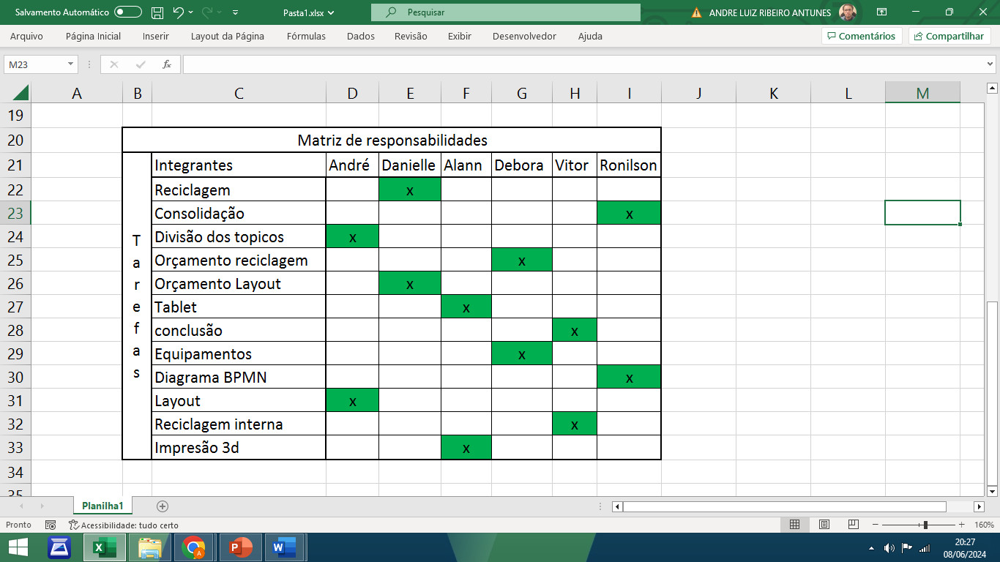 Salvamento Automático
Pasta1.xlsx
Pesquisar
ANDRE LUIZ RIBEIRO ANTUNES
Arquivo Página Inicial Inserir Layout da Página Fórmulas Dados Revisão Exibir Desenvolvedor Ajuda
Comentários Compartilhar
M23 fx
A B C D E F G H I J K L M
19
20 Matriz de responsabilidades
21 Integrantes André Danielle Alann Debora Vitor Ronilson
22 Reciclagem x
23 Consolidação x
24 Divisão dos topicos x
25 Orçamento reciclagem x
26 Orçamento Layout x
27 Tablet x
28 conclusão x
29 Equipamentos x
30 Diagrama BPMN x
31 Layout x
32 Reciclagem interna x
33 Impresão 3d x
T
a
r
e
f
a
s
34
35
Planilha1
Pronto Acessibilidade: tudo certo 160%
20:27
08/06/2024